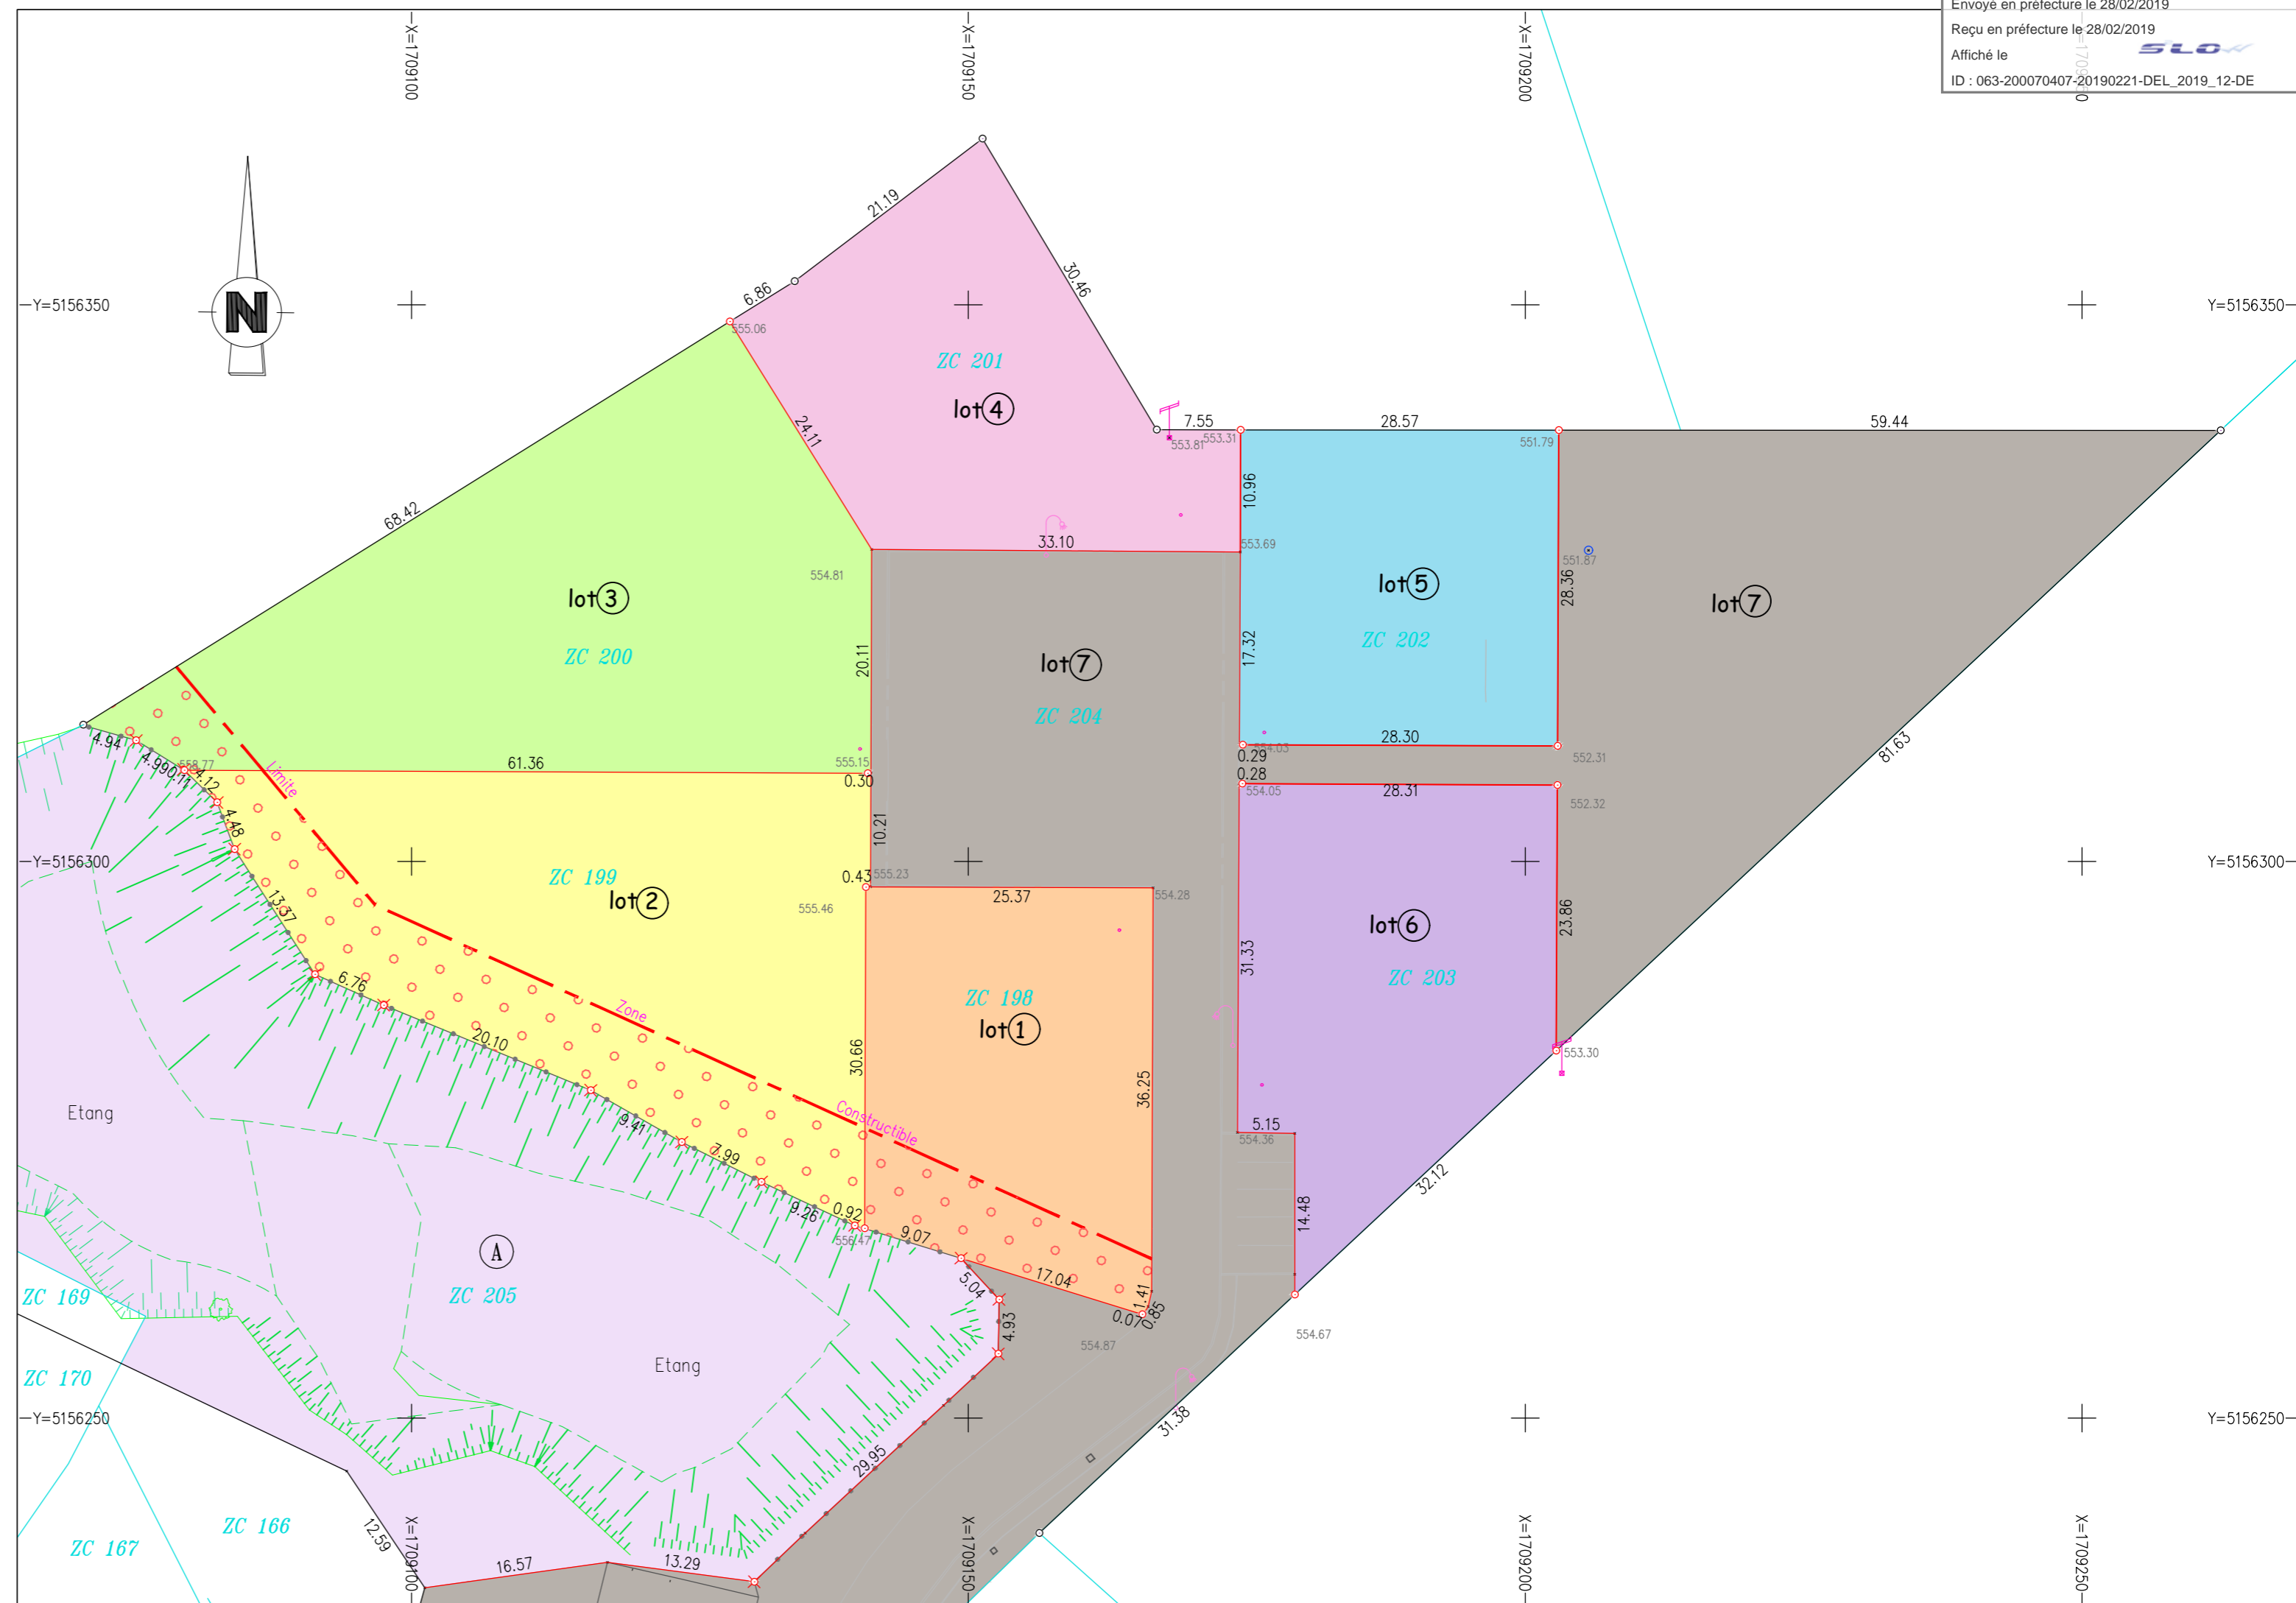 Envoyé en préfecture le 28/02/2019
Reçu en préfecture le 28/02/2019
Affiché le
SLOW
ID : 063-200070407-20190221-DEL_2019_12-DE
X=1709100
X=1709150
X=1709200
X=1709250
N
21.19
30.46
6.86
Y=5156350
Y=5156350
555.06
ZC 201
lot 4
24.11
7.55
28.57
59.44
553.81
553.31
551.79
68.42
10.96
33.10
553.69
551.87
554.81
28.36
lot 3
lot 5
lot 7
ZC 200
20.11
17.32
ZC 202
lot 7
ZC 204
81.63
4.94
4.99
0.11
558.77
4.12
Limite
61.36
555.15
0.30
28.30
554.03
0.29
552.31
0.28
554.05
28.31
552.32
4.48
10.21
Y=5156300
Y=5156300
ZC 199
0.43
555.23
25.37
554.28
lot 2
555.46
13.37
lot 6
23.86
31.33
ZC 203
6.76
Zone
ZC 198
lot 1
20.10
30.66
36.25
553.30
Etang
9.41
Constructible
5.15
554.36
7.99
32.12
9.26
0.92
556.47
9.07
14.48
A
ZC 205
ZC 169
5.04
17.04
1.41
0.07
0.85
4.93
554.87
554.67
Etang
ZC 170
Y=5156250
Y=5156250
31.38
29.95
ZC 166
ZC 167
12.59
16.57
13.29
X=1709100
X=1709150
X=1709200
X=1709250